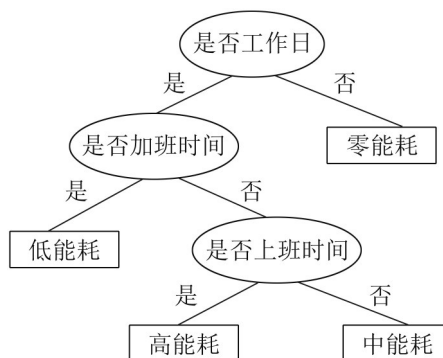 是否工作日
是
否
是否加班时间
零能耗
是
否
低能耗
是否上班时间
是
否
高能耗
中能耗